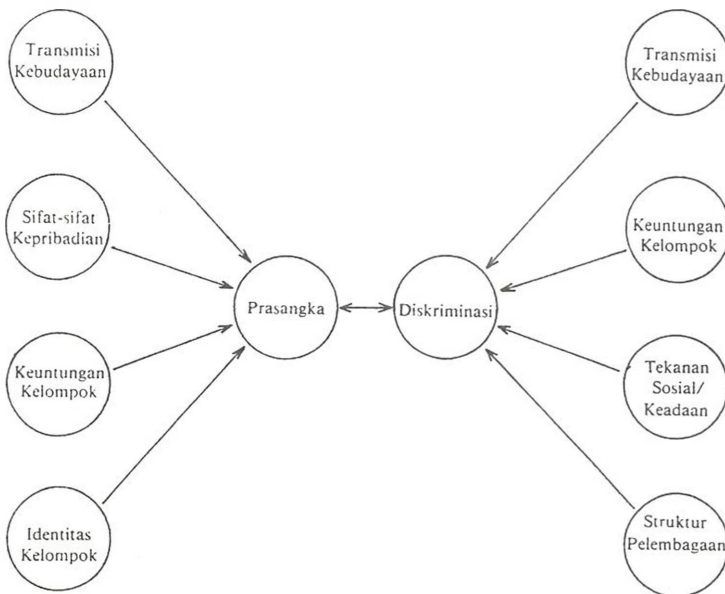 Transmisi
Kebudayaan
Transmisi
Kebudayaan
Sifat-sifat
Kepribadian
Keuntungan
Kelompok
Prasangka
Diskriminasi
Keuntungan
Kelompok
Tekanan
Sosial/
Keadaan
Identitas
Kelompok
Struktur
Pelembagaan